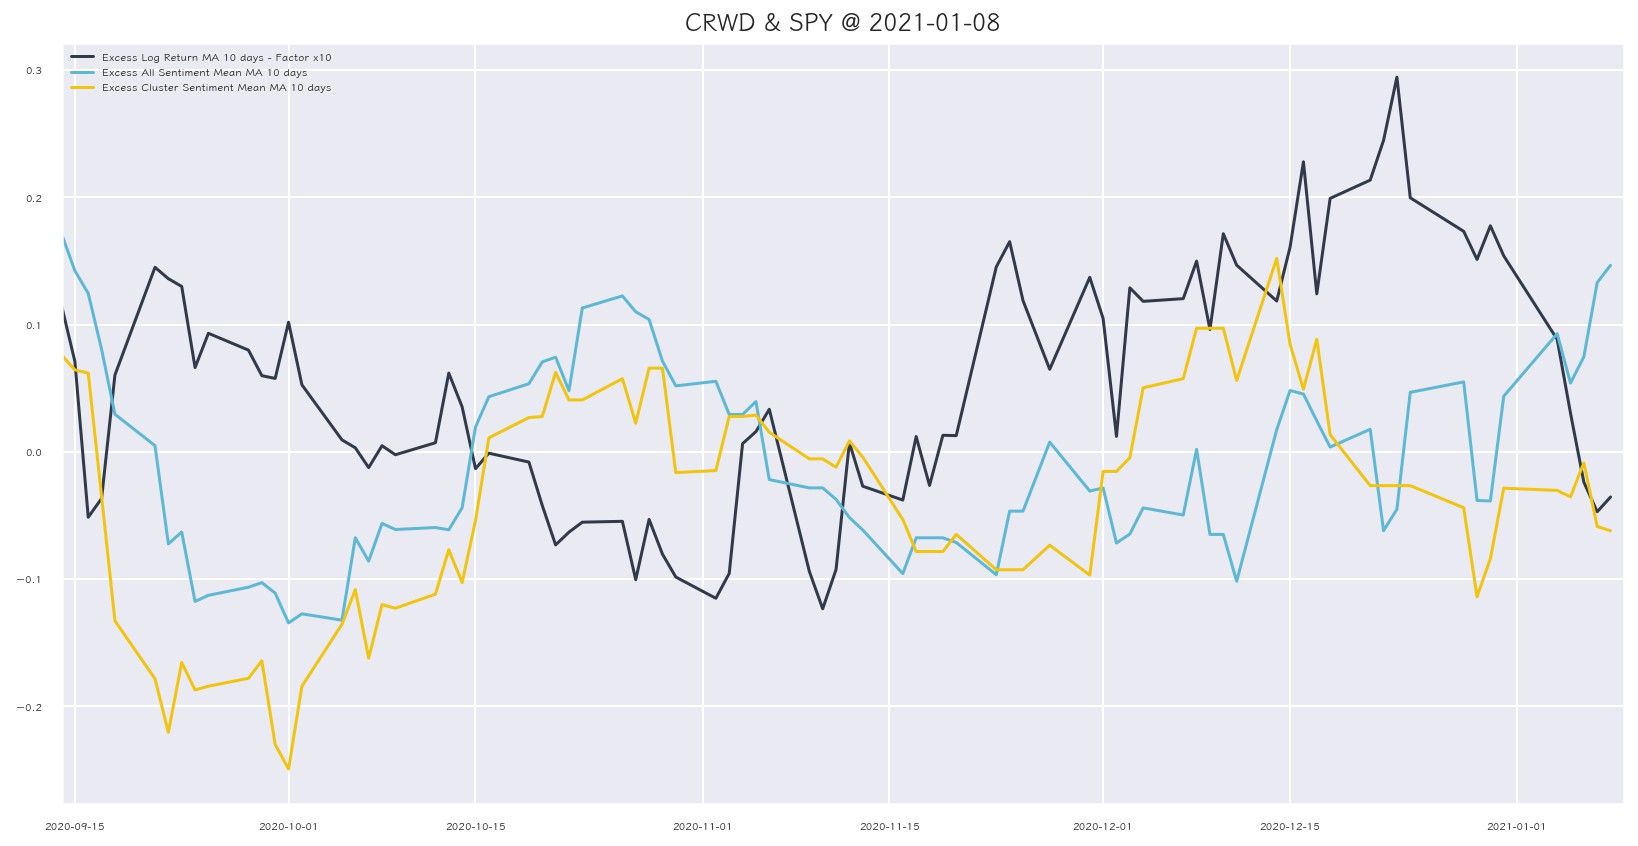 CRWD & SPY @ 2021-01-08
Excess Log Return MA 10 days - Factor x10
Excess All Sentiment Mean MA 10 days
Excess Cluster Sentiment Mean MA 10 days
0.3
0.2
0.1
0.0
−0.1
−0.2
2020-09-15 2020-10-01 2020-10-15 2020-11-01 2020-11-15 2020-12-01 2020-12-15 2021-01-01